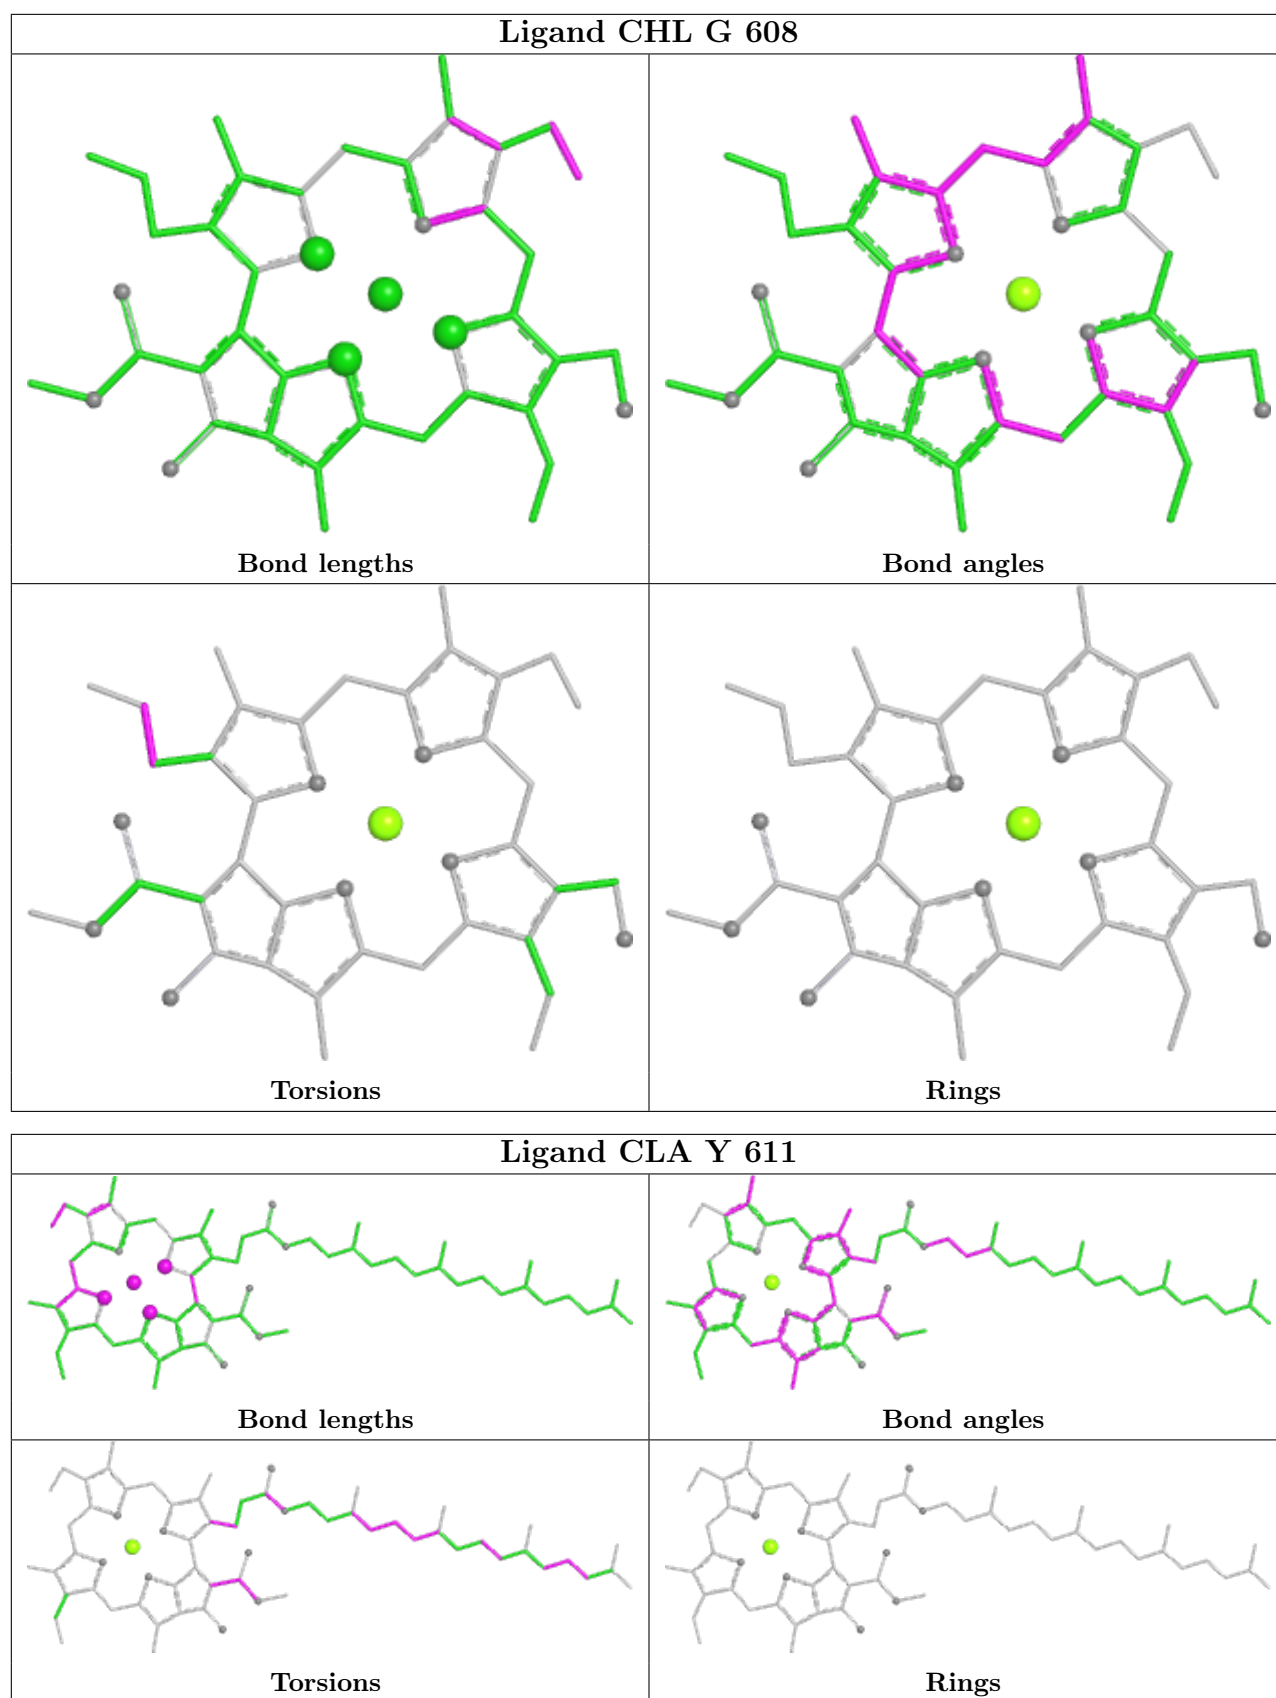 Ligand CHL G 608
Bond lengths
Bond angles
Torsions
Rings
Ligand CLA Y 611
Bond lengths
Bond angles
Torsions
Rings